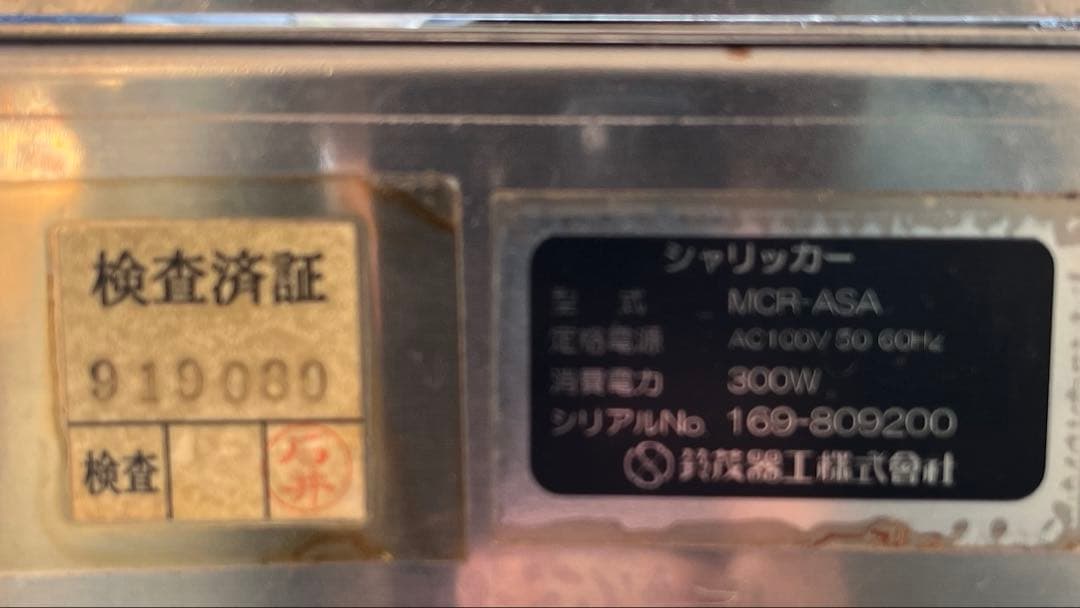 検査済証
919080
検査
石井
シャリッカー
型 式 MCR-ASA
定格電源 AC100V 50 60Hz
消費電力 300W
シリアルNo. 169-809200
鈴茂器工株式會社